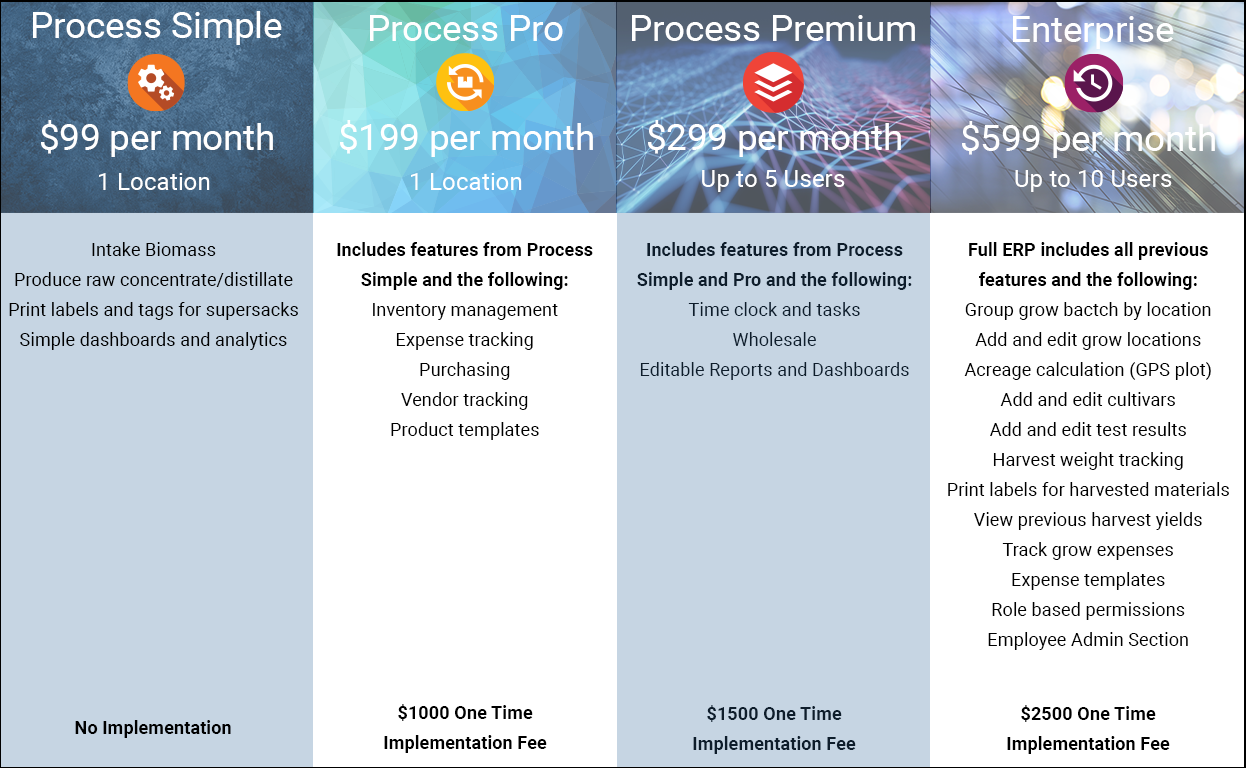 Process Simple
$99 per month
1 Location
Intake Biomass
Produce raw concentrate/distillate
Print labels and tags for supersacks
Simple dashboards and analytics
No Implementation
Process Pro
$199 per month
1 Location
Includes features from Process
Simple and the following:
Inventory management
Expense tracking
Purchasing
Vendor tracking
Product templates
$1000 One Time
Implementation Fee
Process Premium
$299 per month
Up to 5 Users
Includes features from Process
Simple and Pro and the following:
Time clock and tasks
Wholesale
Editable Reports and Dashboards
$1500 One Time
Implementation Fee
Enterprise
$599 per month
Up to 10 Users
Full ERP includes all previous
features and the following:
Group grow bactch by location
Add and edit grow locations
Acreage calculation (GPS plot)
Add and edit cultivars
Add and edit test results
Harvest weight tracking
Print labels for harvested materials
View previous harvest yields
Track grow expenses
Expense templates
Role based permissions
Employee Admin Section
$2500 One Time
Implementation Fee